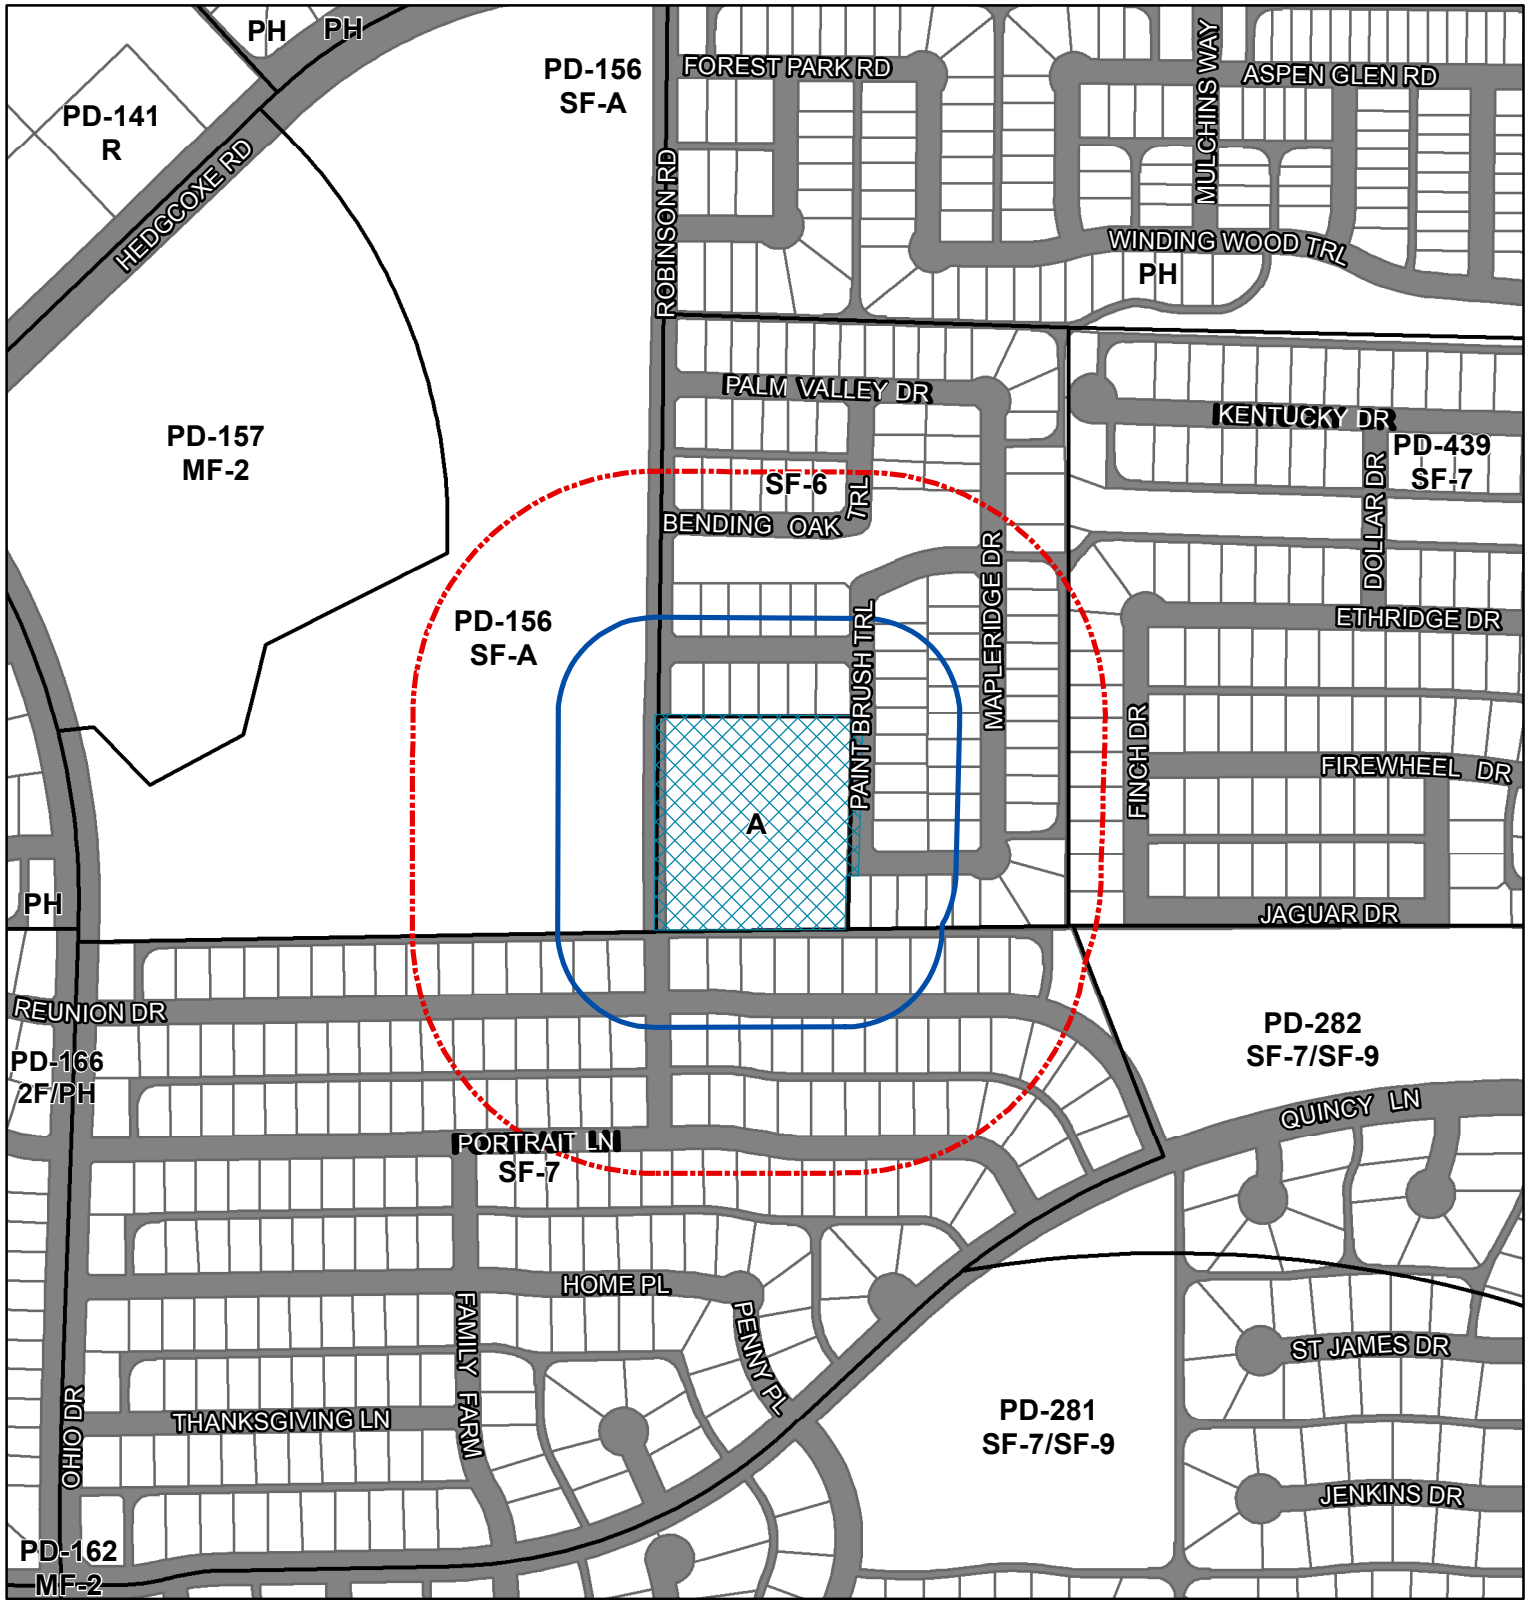 PH
PH
PD-156
SF-A
FOREST PARK RD
MULCHINS WAY
ASPEN GLEN RD
PD-141
R
HEDGCOXE RD
ROBINSON RD
WINDING WOOD TRL
PH
PALM VALLEY DR
KENTUCKY DR
PD-157
MF-2
PD-439
SF-7
SF-6
TRL
BENDING OAK
DOLLAR DR
MAPLERIDGE DR
ETHRIDGE DR
PD-156
SF-A
PAINT BRUSH TRL
FINCH DR
FIREWHEEL DR
A
PH
JAGUAR DR
REUNION DR
PD-282
SF-7/SF-9
PD-166
2F/PH
QUINCY LN
PORTRAIT LN
SF-7
HOME PL
PENNY PL
FAMILY FARM
ST JAMES DR
OHIO DR
THANKSGIVING LN
PD-281
SF-7/SF-9
JENKINS DR
PD-162
MF-2